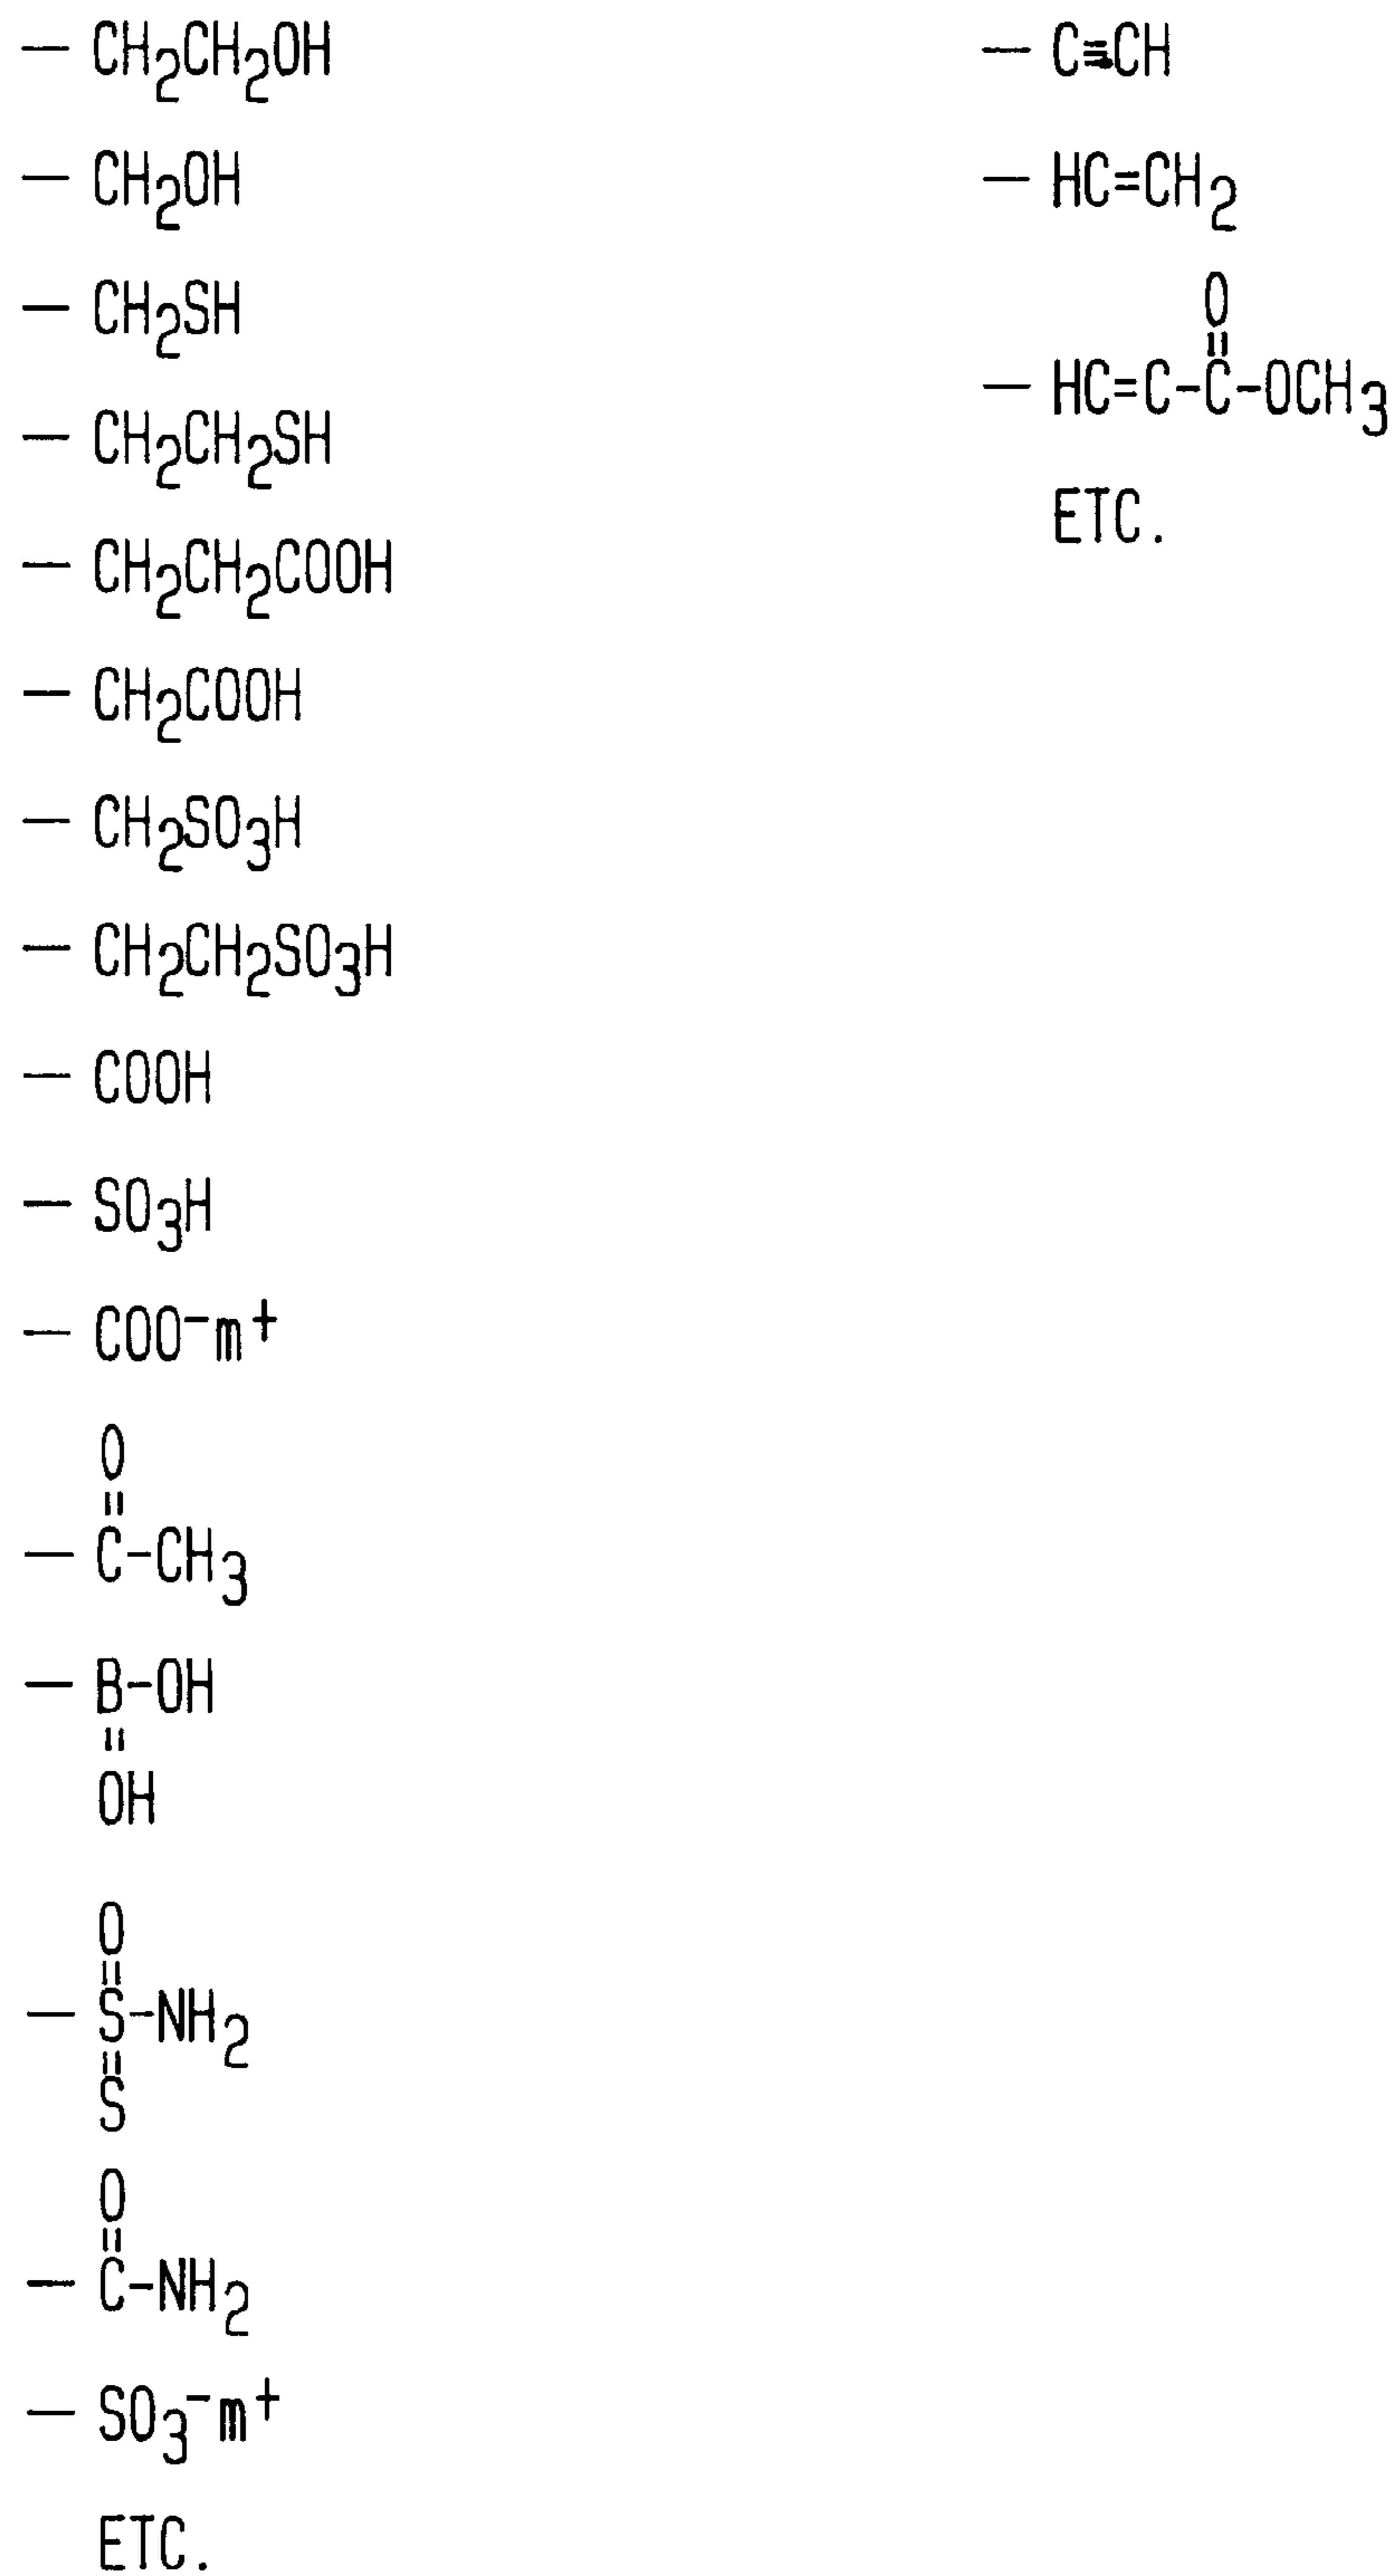 — CH₂CH₂OH
— CH₂OH
— CH₂SH
— CH₂CH₂SH
— CH₂CH₂COOH
— CH₂COOH
— CH₂SO₃H
— CH₂CH₂SO₃H
— COOH
— SO₃H
— COO⁻m⁺
O
=
— C-CH₃
— B-OH
=
OH
O
=
— S-NH₂
=
S
O
=
— C-NH₂
— SO₃⁻m⁺
ETC.
— C≡CH
— HC=CH₂
O
=
— HC=C-C-OCH₃
ETC.